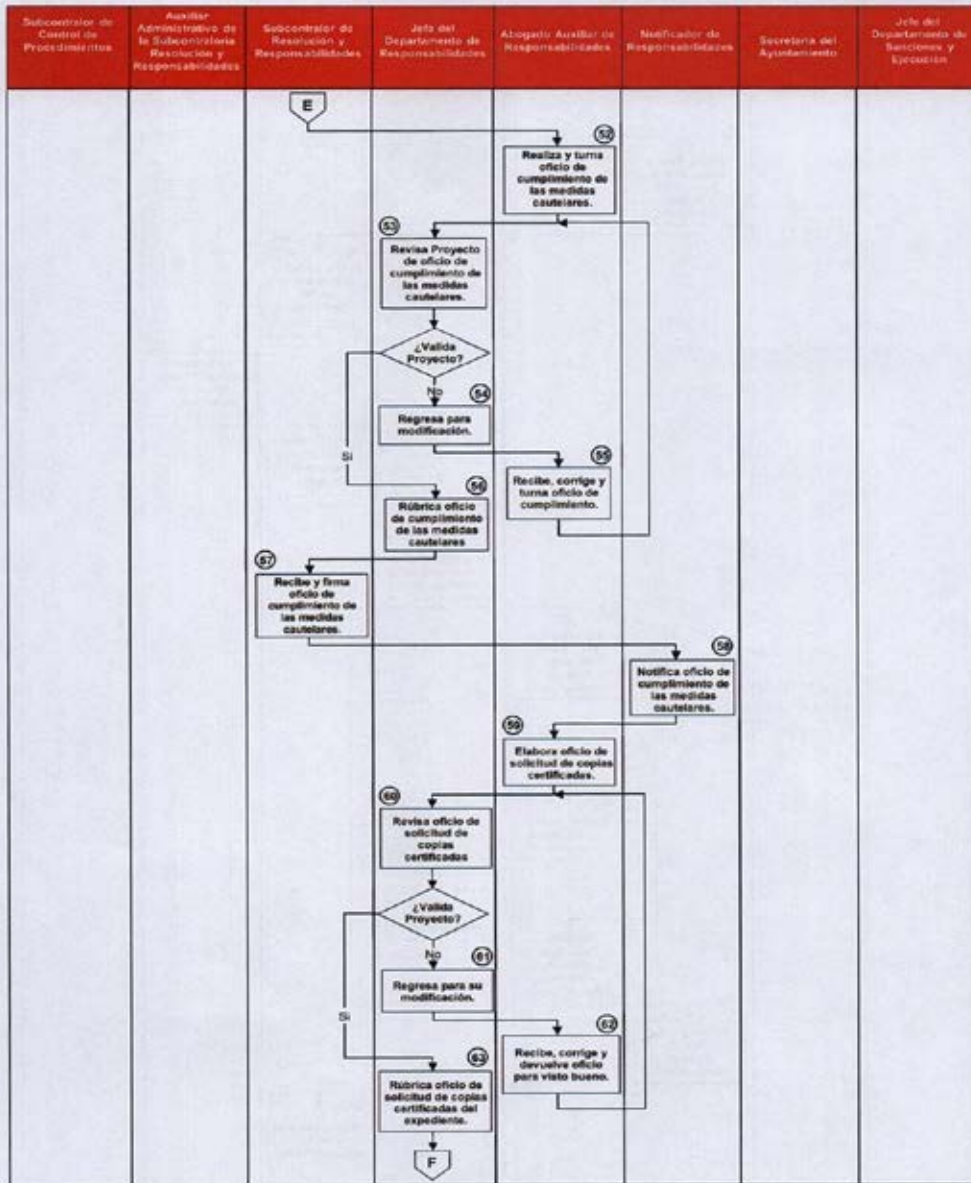 Subcontralor de
Control de
Procedimientos
Auxiliar
Administrativo de
la Subcontraloria
Resolución y
Responsabilidades
Subcontralor de
Resolución y
Responsabilidades
Jefe del
Departamento de
Responsabilidades
Abogado Auxiliar de
Responsabilidades
Notificador de
Responsabilidades
Secretaria del
Ayuntamiento
Jefe del
Departamento de
Sanciones y
Ejecución
E
52
Realiza y turna
oficio de
cumplimiento de
las medidas
cautelares.
53
Revisa Proyecto
de oficio de
cumplimiento de
las medidas
cautelares.
¿Valida
Proyecto?
No
54
Regresa para
modificación.
Si
55
Recibe, corrige y
turna oficio de
cumplimiento.
56
Rúbrica oficio
de cumplimiento
de las medidas
cautelares
57
Recibe y firma
oficio de
cumplimiento de
las medidas
cautelares.
58
Notifica oficio de
cumplimiento de
las medidas
cautelares.
59
Elabora oficio de
solicitud de copias
certificadas.
60
Revisa oficio de
solicitud de
copias
certificadas
¿Valida
Proyecto?
No
61
Regresa para su
modificación.
Si
62
Recibe, corrige y
devuelve oficio
para visto bueno.
63
Rúbrica oficio de
solicitud de copias
certificadas del
expediente.
F